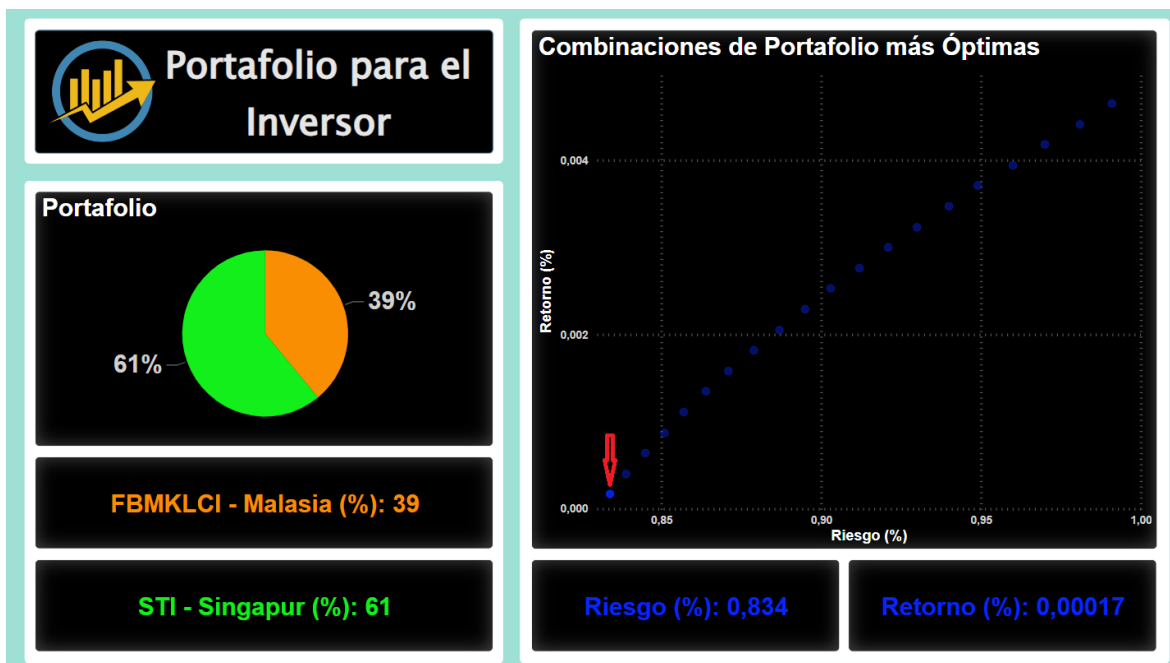 Portafolio para el
Inversor
Portafolio
39%
61%
FBMKLCI - Malasia (%): 39
STI - Singapur (%): 61
Combinaciones de Portafolio más Óptimas
Retorno (%)
0,004
0,002
0,000
0,85
0,90
0,95
1,00
Riesgo (%)
Riesgo (%): 0,834
Retorno (%): 0,00017